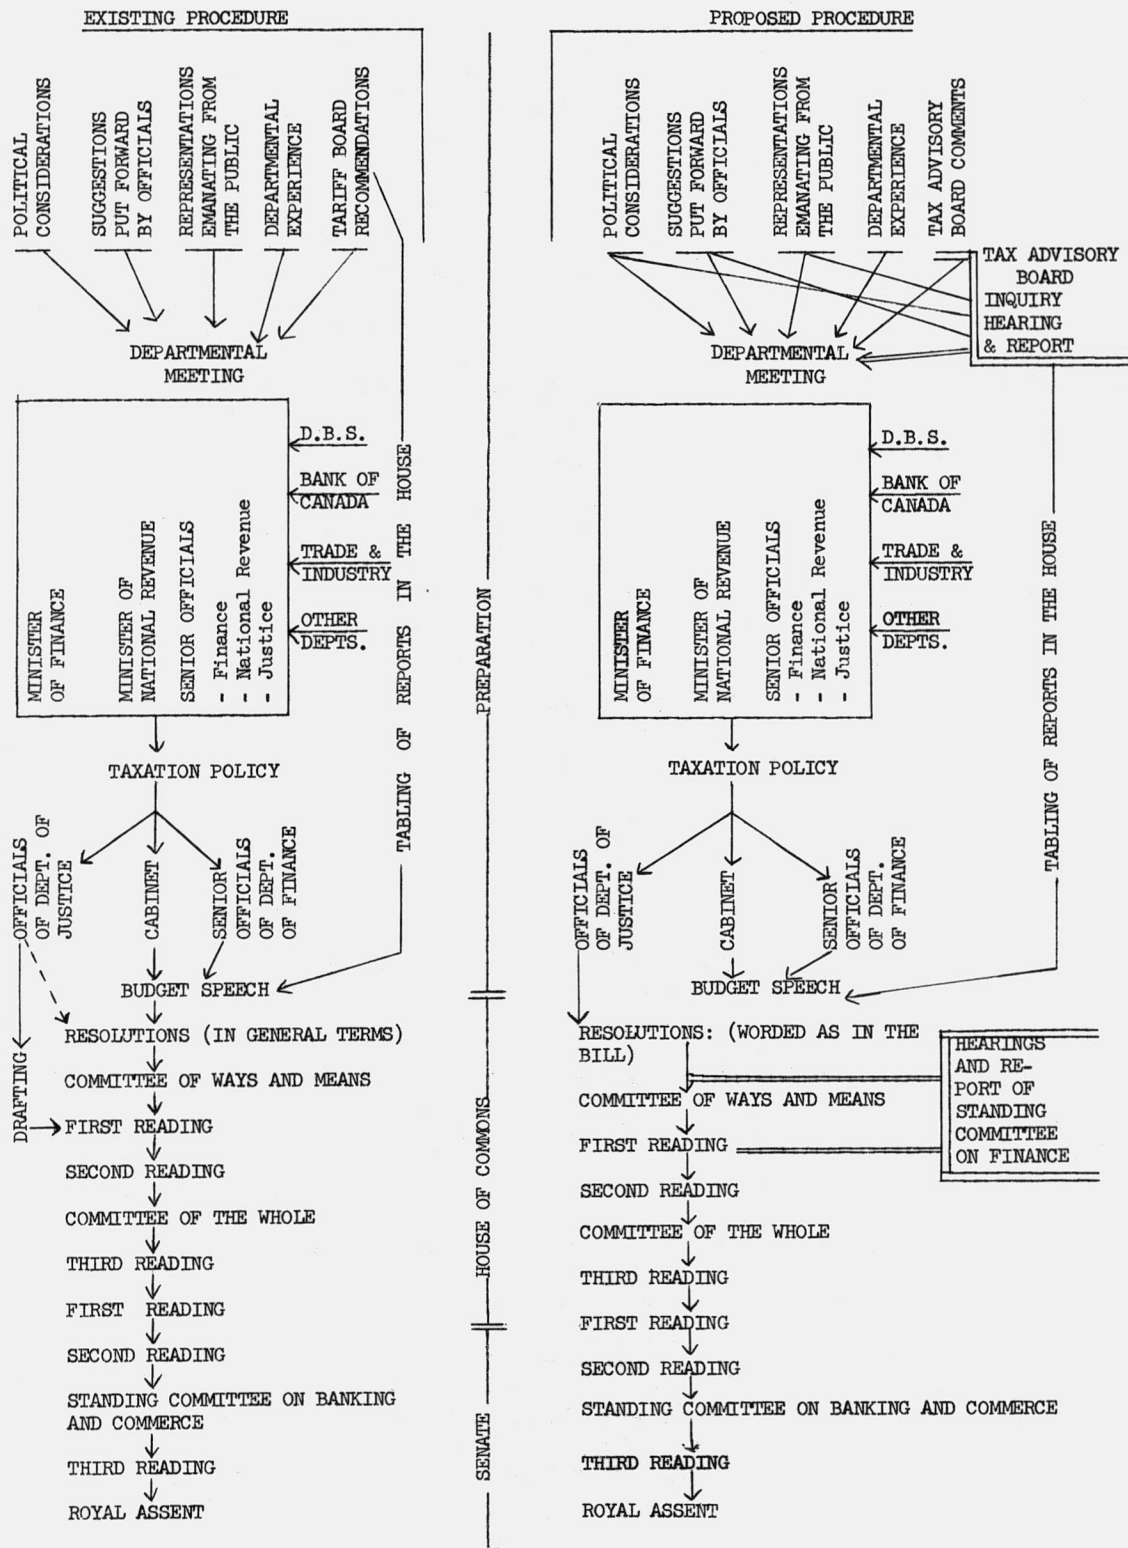 EXISTING PROCEDURE
POLITICAL
CONSIDERATIONS
SUGGESTIONS
PUT FORWARD
BY OFFICIALS
REPRESENTATIONS
EMANATING FROM
THE PUBLIC
DEPARTMENTAL
EXPERIENCE
TARIFF BOARD
RECOMMENDATIONS
DEPARTMENTAL
MEETING
MINISTER
OF FINANCE
MINISTER OF
NATIONAL REVENUE
SENIOR OFFICIALS
- Finance
- National Revenue
- Justice
D.B.S.
BANK OF
CANADA
TRADE &
INDUSTRY
OTHER
DEPTS.
TABLING OF REPORTS IN THE HOUSE
TAXATION POLICY
OFFICIALS
OF DEPT. OF
JUSTICE
CABINET
SENIOR
OFFICIALS
OF DEPT.
OF FINANCE
BUDGET SPEECH
RESOLUTIONS (IN GENERAL TERMS)
COMMITTEE OF WAYS AND MEANS
DRAFTING
FIRST READING
SECOND READING
COMMITTEE OF THE WHOLE
THIRD READING
FIRST READING
SECOND READING
STANDING COMMITTEE ON BANKING
AND COMMERCE
THIRD READING
ROYAL ASSENT
PREPARATION
HOUSE OF COMMONS
SENATE
PROPOSED PROCEDURE
POLITICAL
CONSIDERATIONS
SUGGESTIONS
PUT FORWARD
BY OFFICIALS
REPRESENTATIONS
EMANATING FROM
THE PUBLIC
DEPARTMENTAL
EXPERIENCE
TAX ADVISORY
BOARD COMMENTS
TAX ADVISORY
BOARD
INQUIRY
HEARING
& REPORT
DEPARTMENTAL
MEETING
MINISTER
OF FINANCE
MINISTER OF
NATIONAL REVENUE
SENIOR OFFICIALS
- Finance
- National Revenue
- Justice
D.B.S.
BANK OF
CANADA
TRADE &
INDUSTRY
OTHER
DEPTS.
TABLING OF REPORTS IN THE HOUSE
TAXATION POLICY
OFFICIALS
OF DEPT. OF
JUSTICE
CABINET
SENIOR
OFFICIALS
OF DEPT.
OF FINANCE
BUDGET SPEECH
RESOLUTIONS: (WORDED AS IN THE
BILL)
HEARINGS
AND RE-
PORT OF
STANDING
COMMITTEE
ON FINANCE
COMMITTEE OF WAYS AND MEANS
FIRST READING
SECOND READING
COMMITTEE OF THE WHOLE
THIRD READING
FIRST READING
SECOND READING
STANDING COMMITTEE ON BANKING AND COMMERCE
THIRD READING
ROYAL ASSENT